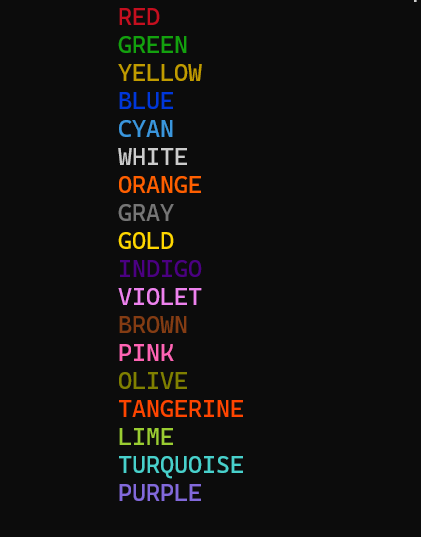 RED
GREEN
YELLOW
BLUE
CYAN
WHITE
ORANGE
GRAY
GOLD
INDIGO
VIOLET
BROWN
PINK
OLIVE
TANGERINE
LIME
TURQUOISE
PURPLE